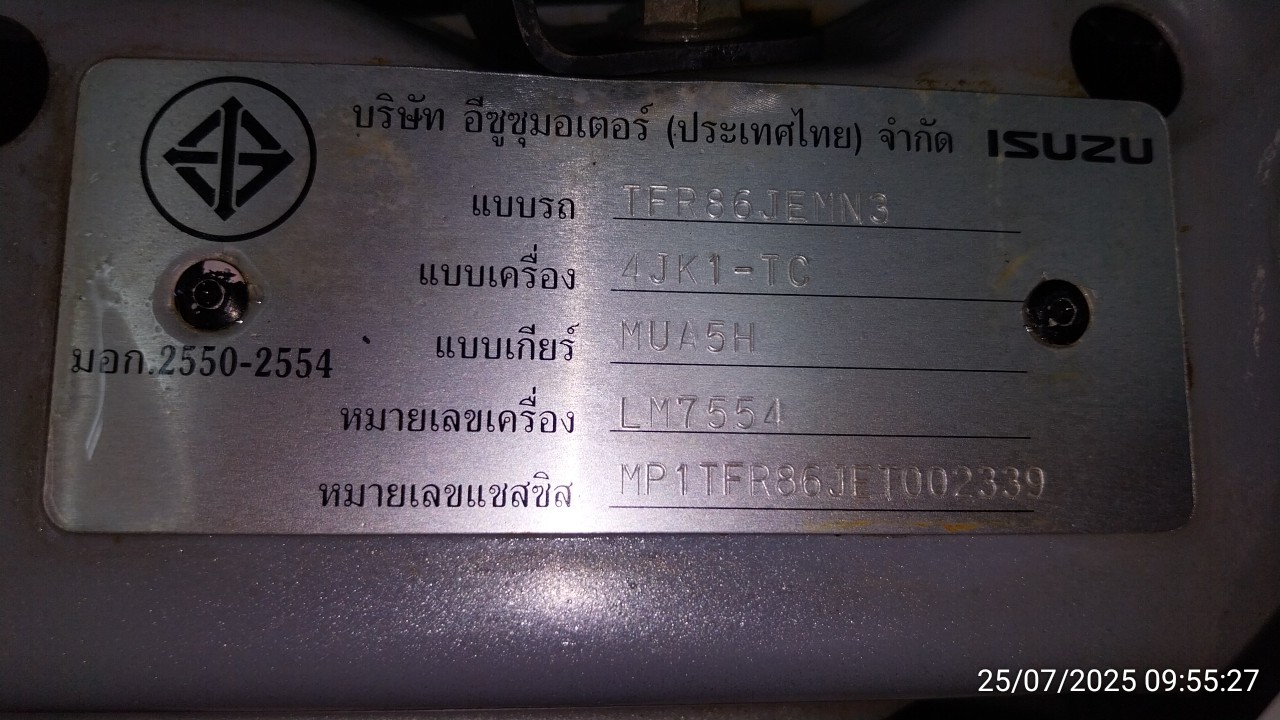 บริษัท อีซูซุมอเตอร์ (ประเทศไทย) จำกัด ISUZU
แบบรถ TFR86JEMN3
แบบเครื่อง 4JK1-TC
แบบเกียร์ MUA5H
มอก.2550-2554
หมายเลขเครื่อง LM7554
หมายเลขแชสซิส MP1TFR86JET002339
25/07/2025 09:55:27